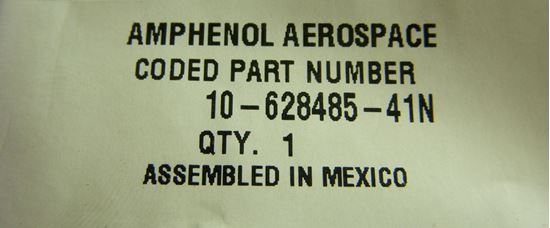 AMPHENOL AEROSPACE
CODED PART NUMBER
10-628485-41N
QTY. 1
ASSEMBLED IN MEXICO